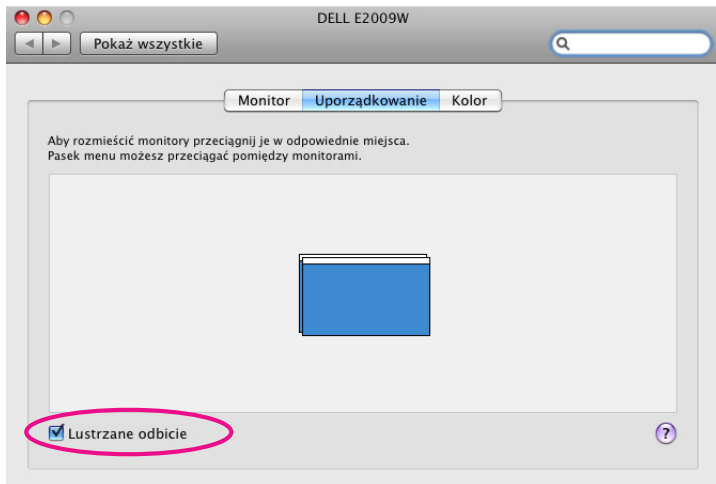 DELL E2009W
Pokaż wszystkie
Monitor Uporządkowanie Kolor
Aby rozmieścić monitory przeciągnij je w odpowiednie miejsca.
Pasek menu możesz przeciągać pomiędzy monitorami.
Lustrzane odbicie
?